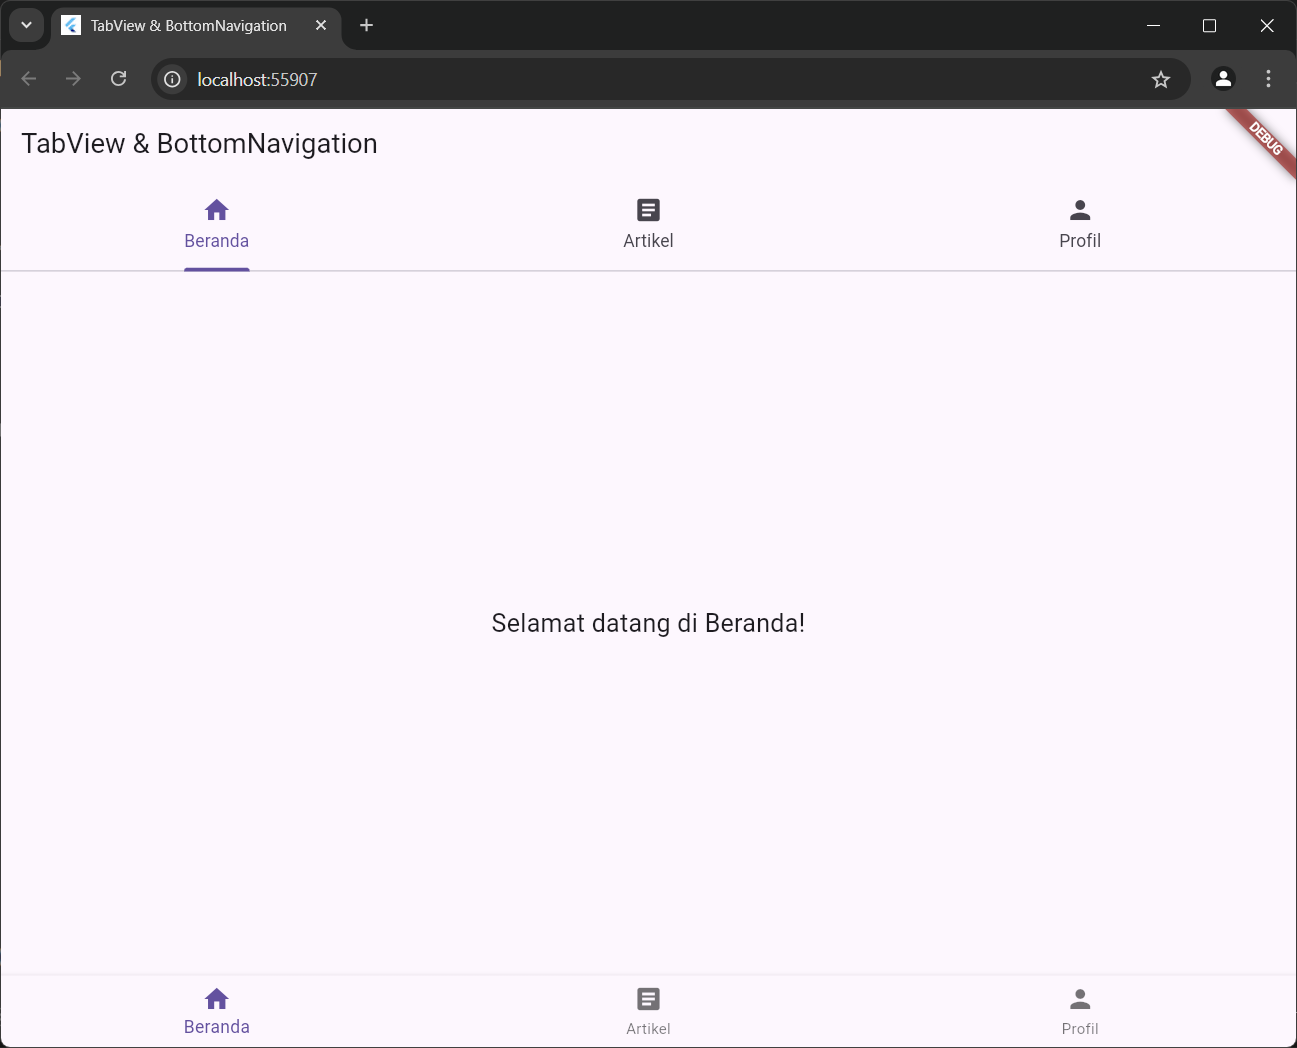 TabView & BottomNavigation
localhost:55907
TabView & BottomNavigation
DEBUG
Beranda
Artikel
Profil
Selamat datang di Beranda!
Beranda
Artikel
Profil